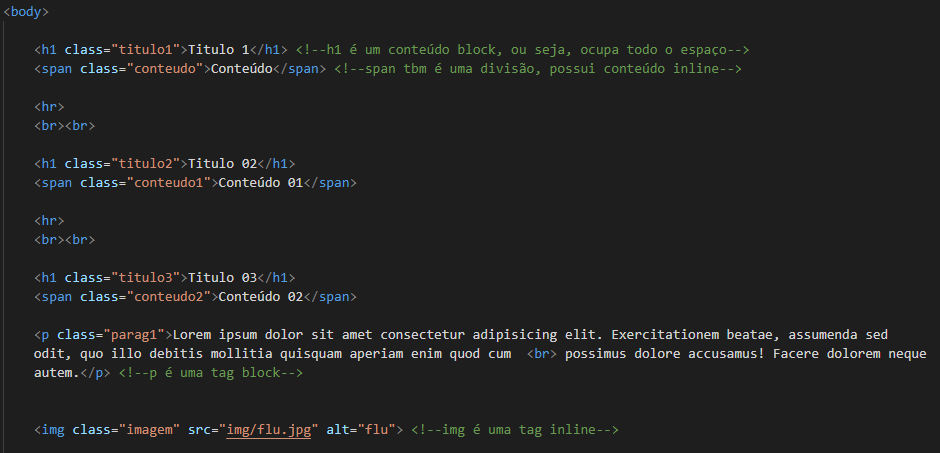 <body>
<h1 class="titulo1">Titulo 1</h1> <!--h1 é um conteúdo block, ou seja, ocupa todo o espaço-->
<span class="conteudo">Conteúdo</span> <!--span tbm é uma divisão, possui conteúdo inline-->
<hr>
<br><br>
<h1 class="titulo2">Titulo 02</h1>
<span class="conteudo1">Conteúdo 01</span>
<hr>
<br><br>
<h1 class="titulo3">Titulo 03</h1>
<span class="conteudo2">Conteúdo 02</span>
<p class="parag1">Lorem ipsum dolor sit amet consectetur adipisicing elit. Exercitationem beatae, assumenda sed
odit, quo illo debitis mollitia quisquam aperiam enim quod cum  <br> possimus dolore accusamus! Facere dolorem neque
autem.</p> <!--p é uma tag block-->
<img class="imagem" src="img/flu.jpg" alt="flu"> <!--img é uma tag inline-->